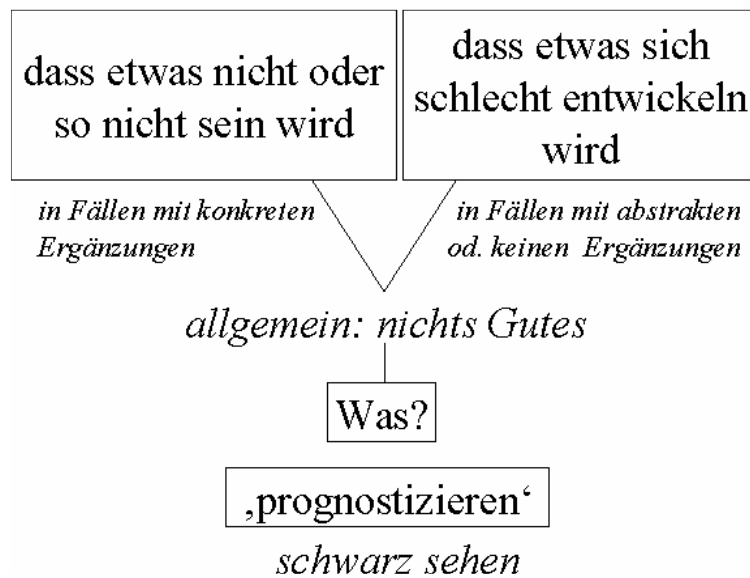 dass etwas nicht oder
so nicht sein wird
dass etwas sich
schlecht entwickeln
wird
in Fällen mit konkreten
Ergänzungen
in Fällen mit abstrakten
od. keinen Ergänzungen
allgemein: nichts Gutes
Was?
‚prognostizieren‘
schwarz sehen